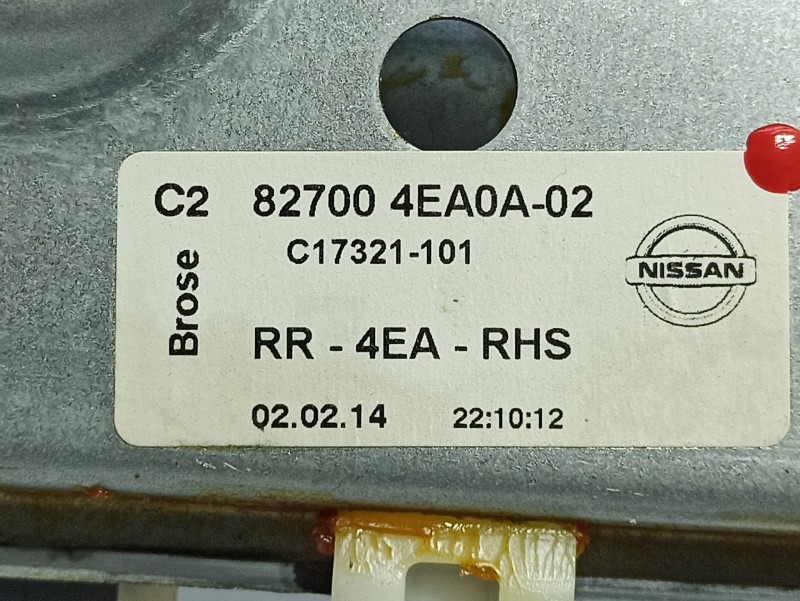 C2 82700 4EA0A-02
C17321-101
Brose
NISSAN
RR - 4EA - RHS
02.02.14 22:10:12